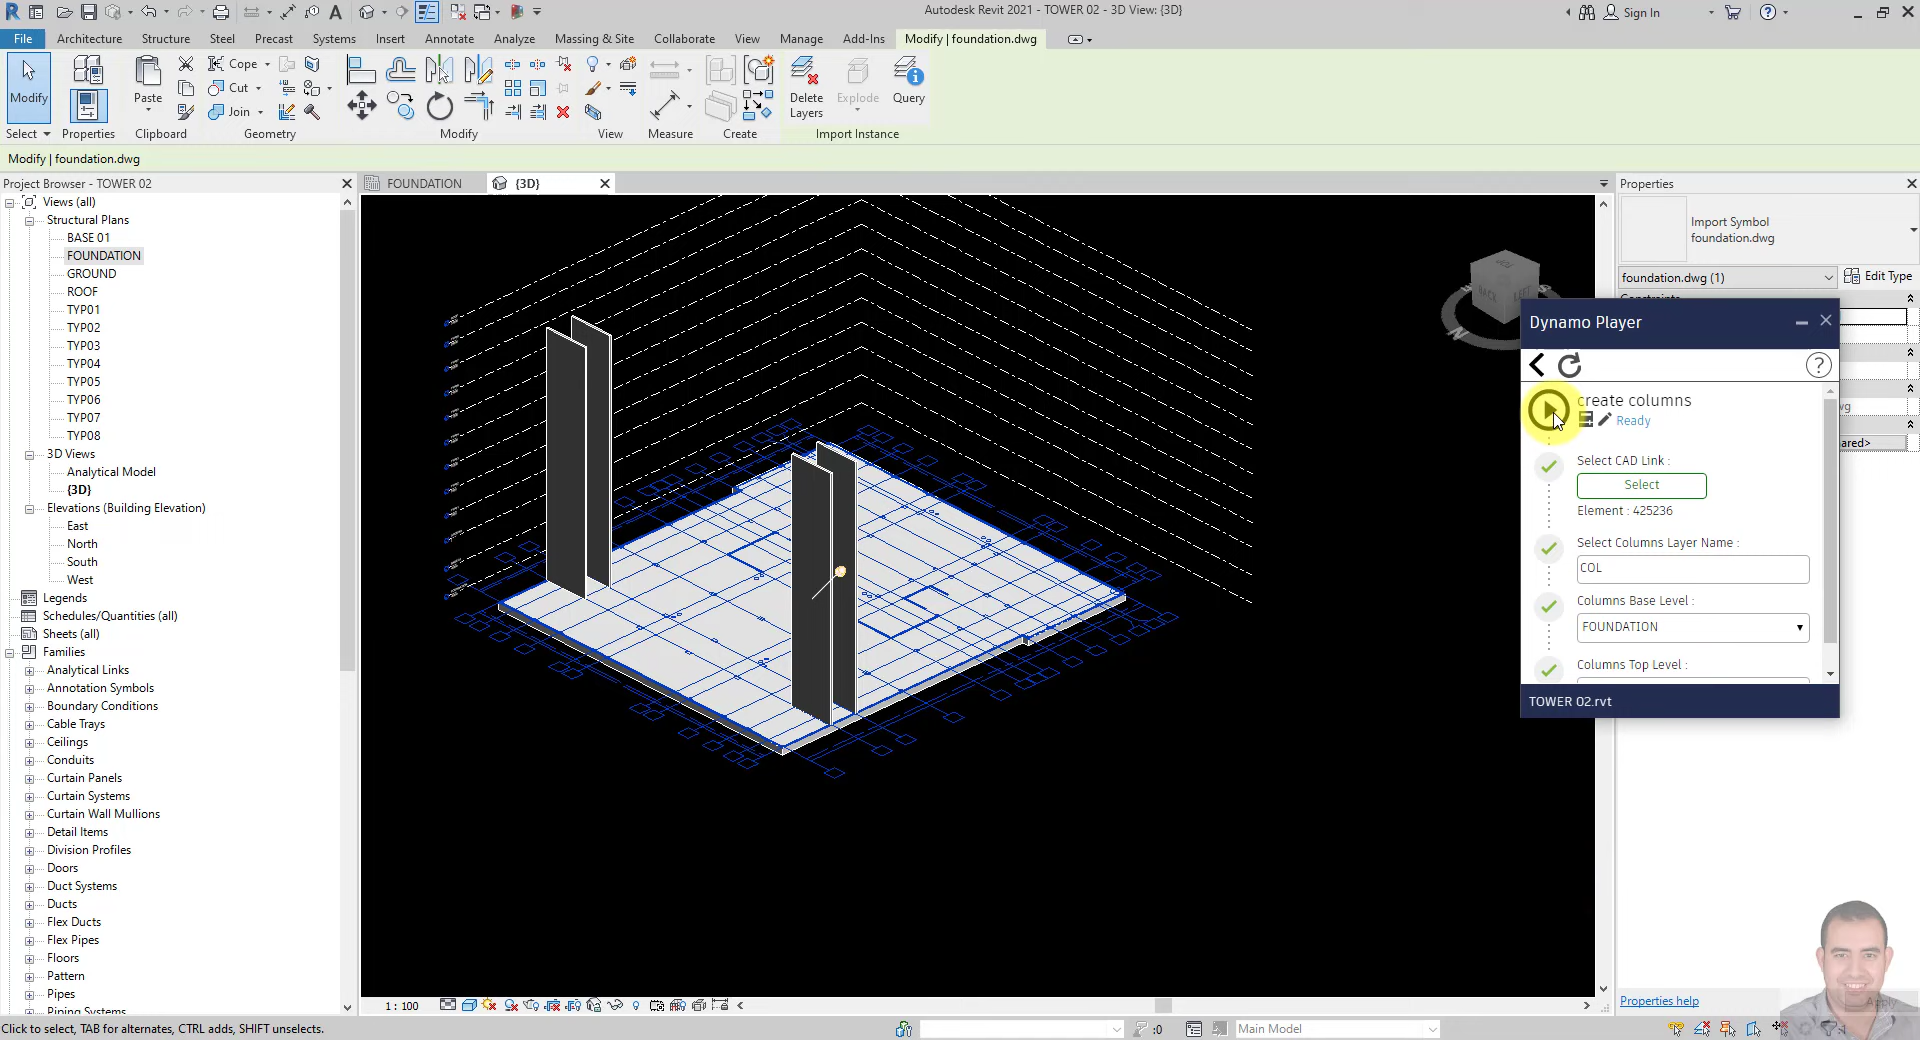 Autodesk Revit 2021 - TOWER 02 - 3D View: {3D}
Sign In
File Architecture Structure Steel Precast Systems Insert Annotate Analyze Massing & Site Collaborate View Manage Add-Ins Modify | foundation.dwg
Modify
Paste
Cope
Cut
Join
Delete Layers
Explode
Query
Select Properties Clipboard Geometry Modify View Measure Create Import Instance
Modify | foundation.dwg
Project Browser - TOWER 02
FOUNDATION
{3D}
Properties
Views (all)
Structural Plans
BASE 01
FOUNDATION
GROUND
ROOF
TYP01
TYP02
TYP03
TYP04
TYP05
TYP06
TYP07
TYP08
3D Views
Analytical Model
{3D}
Elevations (Building Elevation)
East
North
South
West
Legends
Schedules/Quantities (all)
Sheets (all)
Families
Analytical Links
Annotation Symbols
Boundary Conditions
Cable Trays
Ceilings
Conduits
Curtain Panels
Curtain Systems
Curtain Wall Mullions
Detail Items
Division Profiles
Doors
Duct Systems
Ducts
Flex Ducts
Flex Pipes
Floors
Pattern
Pipes
Piping Systems
TOP
BACK
LEFT
N
Import Symbol
foundation.dwg
foundation.dwg (1)
Edit Type
Constraints
wg
ared>
Dynamo Player
create columns
Ready
Select CAD Link :
Select
Element : 425236
Select Columns Layer Name :
COL
Columns Base Level :
FOUNDATION
Columns Top Level :
TOWER 02.rvt
Properties help
Apply
1 : 100
Click to select, TAB for alternates, CTRL adds, SHIFT unselects.
:0
Main Model